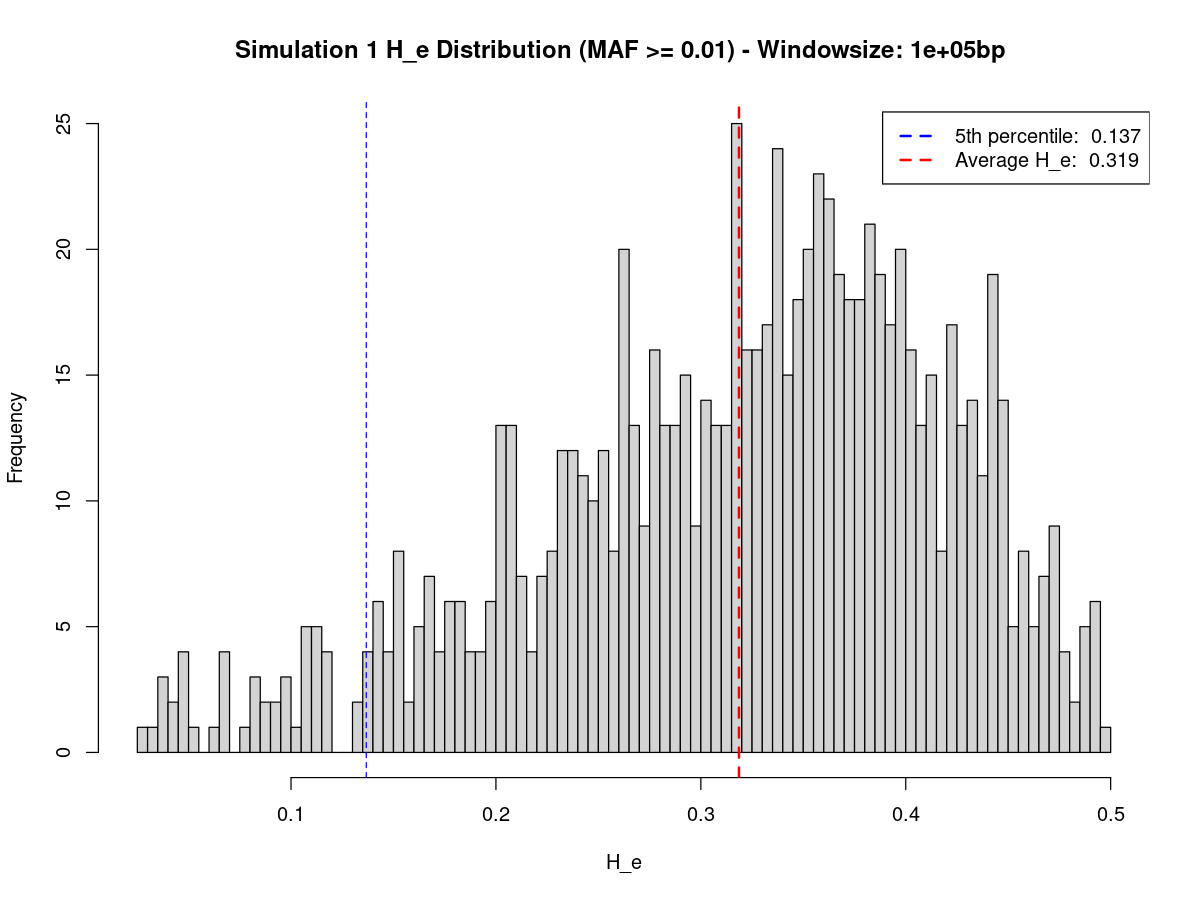 Simulation 1 H_e Distribution (MAF >= 0.01) - Windowsize: 1e+05bp
5th percentile: 0.137
Average H_e: 0.319
Frequency
25
20
15
10
5
0
0.1 0.2 0.3 0.4 0.5
H_e